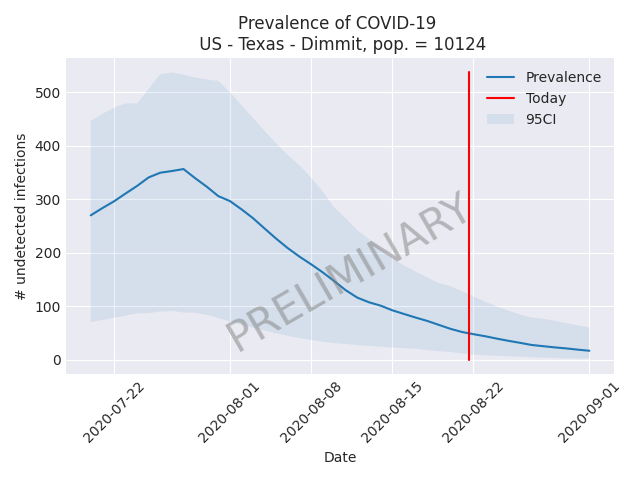 Prevalence of COVID-19
US - Texas - Dimmit, pop. = 10124
Prevalence
Today
95CI
# undetected infections
500
400
300
200
100
0
PRELIMINARY
2020-07-22
2020-08-01
2020-08-08
2020-08-15
2020-08-22
2020-09-01
Date